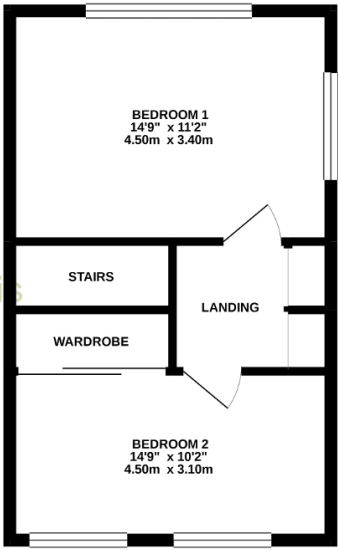 BEDROOM 1
14'9" x 11'2"
4.50m x 3.40m
STAIRS
LANDING
WARDROBE
BEDROOM 2
14'9" x 10'2"
4.50m x 3.10m